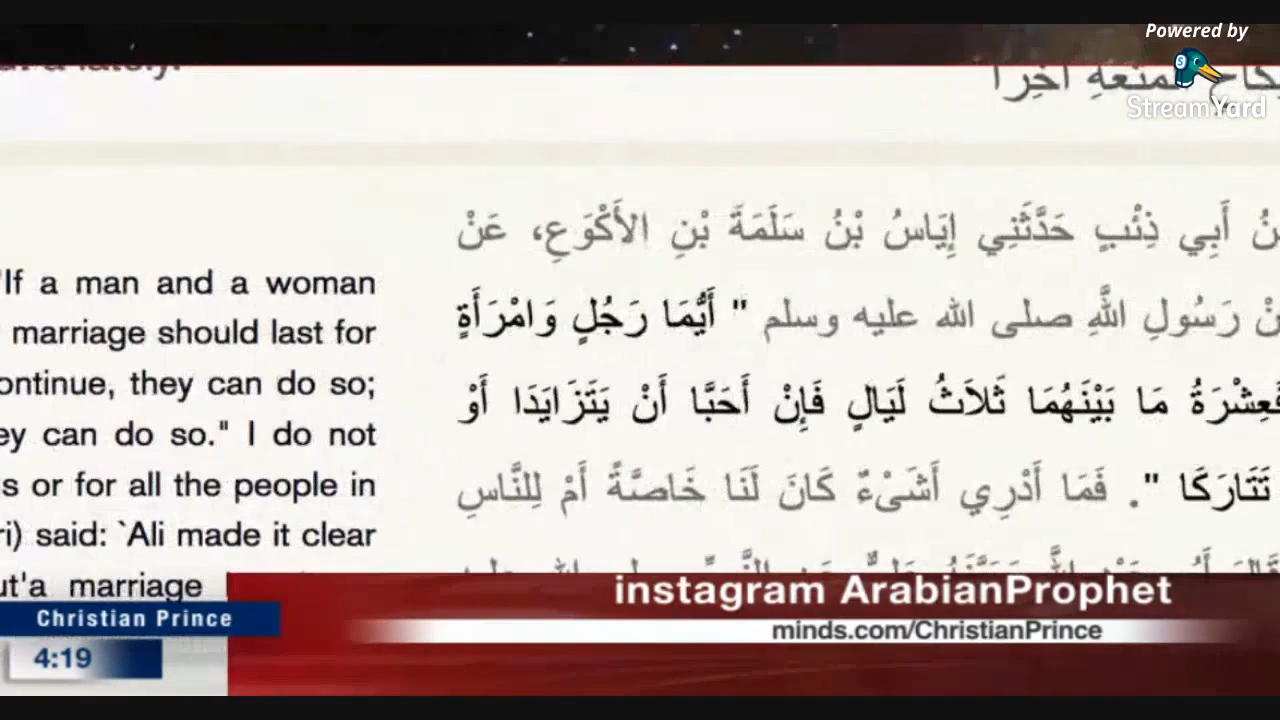 Powered by
StreamYard
آخِرًا
بْنِ أَبِي ذِئْبٍ حَدَّثَنِي إِيَاسُ بْنُ سَلَمَةَ بْنِ الأَكْوَعِ، عَنْ
رَسُولِ اللَّهِ صلى الله عليه وسلم " أَيُّمَا رَجُلٍ وَامْرَأَةٍ
فَعِشْرَةُ مَا بَيْنَهُمَا ثَلاَثُ لَيَالٍ فَإِنْ أَحَبَّا أَنْ يَتَزَايَدَا أَوْ
تَتَارَكَا ". فَمَا أَدْرِي أَشَىْءٌ كَانَ لَنَا خَاصَّةً أَمْ لِلنَّاسِ
"If a man and a woman
marriage should last for
ontinue, they can do so;
ey can do so." I do not
s or for all the people in
ri) said: `Ali made it clear
ut'a marriage
instagram ArabianProphet
Christian Prince
minds.com/ChristianPrince
4:19